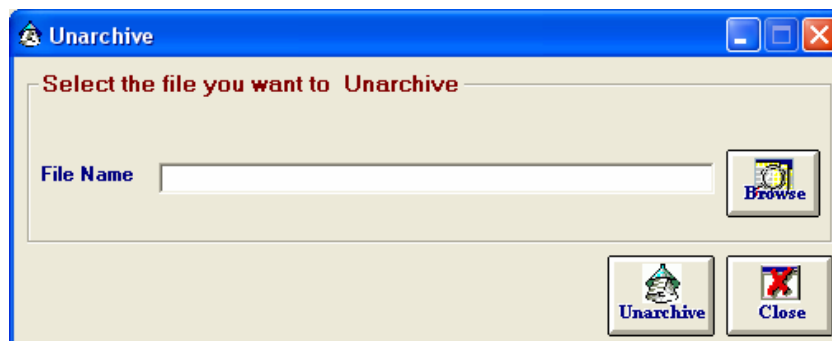 Unarchive
Select the file you want to  Unarchive
File Name
Browse
Unarchive
Close